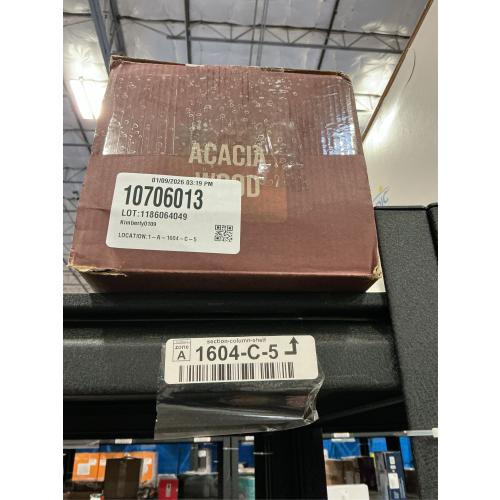 ACACIA
WOOD
01/09/2026 03:19 PM
10706013
LOT:1186064049
Kimberly0109
LOCATION:1-A-1604-C-5
section-column-shelf
zone
A
1604-C-5